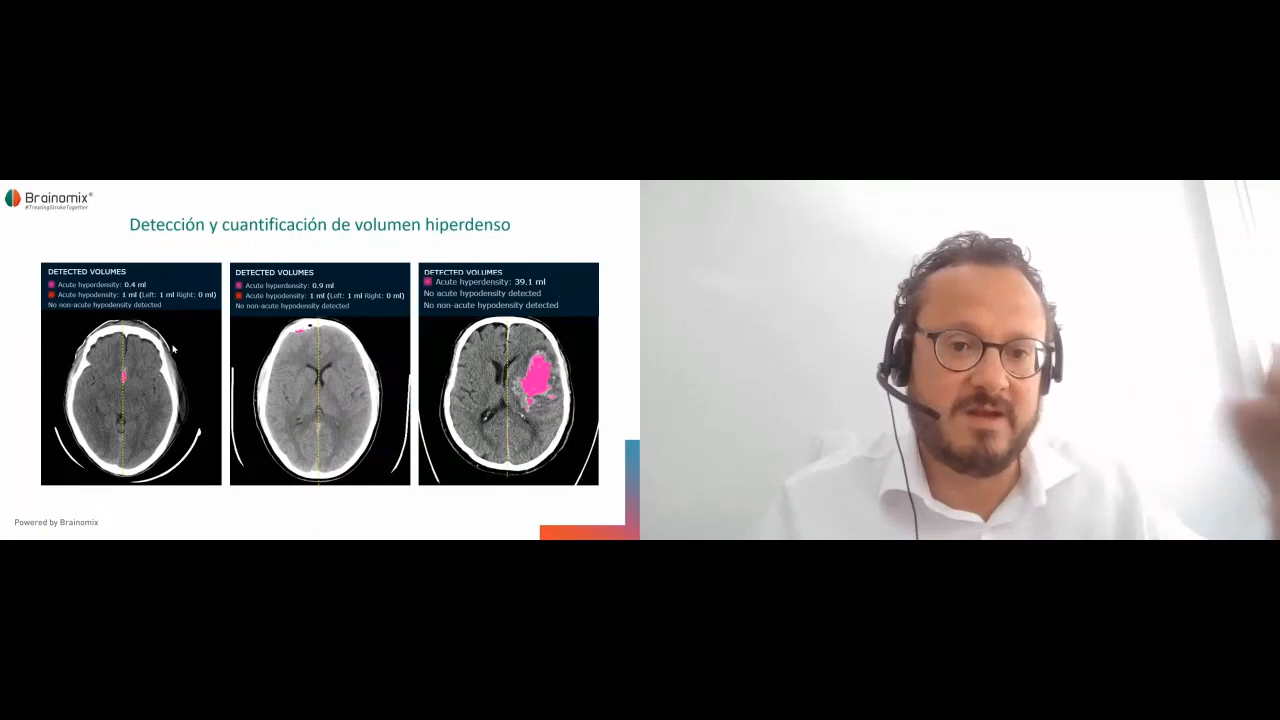 Brainomix®
#TreatingStrokeTogether
Detección y cuantificación de volumen hiperdenso
DETECTED VOLUMES
Acute hyperdensity: 0.4 ml
Acute hypodensity: 1 ml (Left: 1 ml Right: 0 ml)
No non-acute hypodensity detected
DETECTED VOLUMES
Acute hyperdensity: 0.9 ml
Acute hypodensity: 1 ml (Left: 1 ml Right: 0 ml)
No non-acute hypodensity detected
DETECTED VOLUMES
Acute hyperdensity: 39.1 ml
No acute hypodensity detected
No non-acute hypodensity detected
Powered by Brainomix